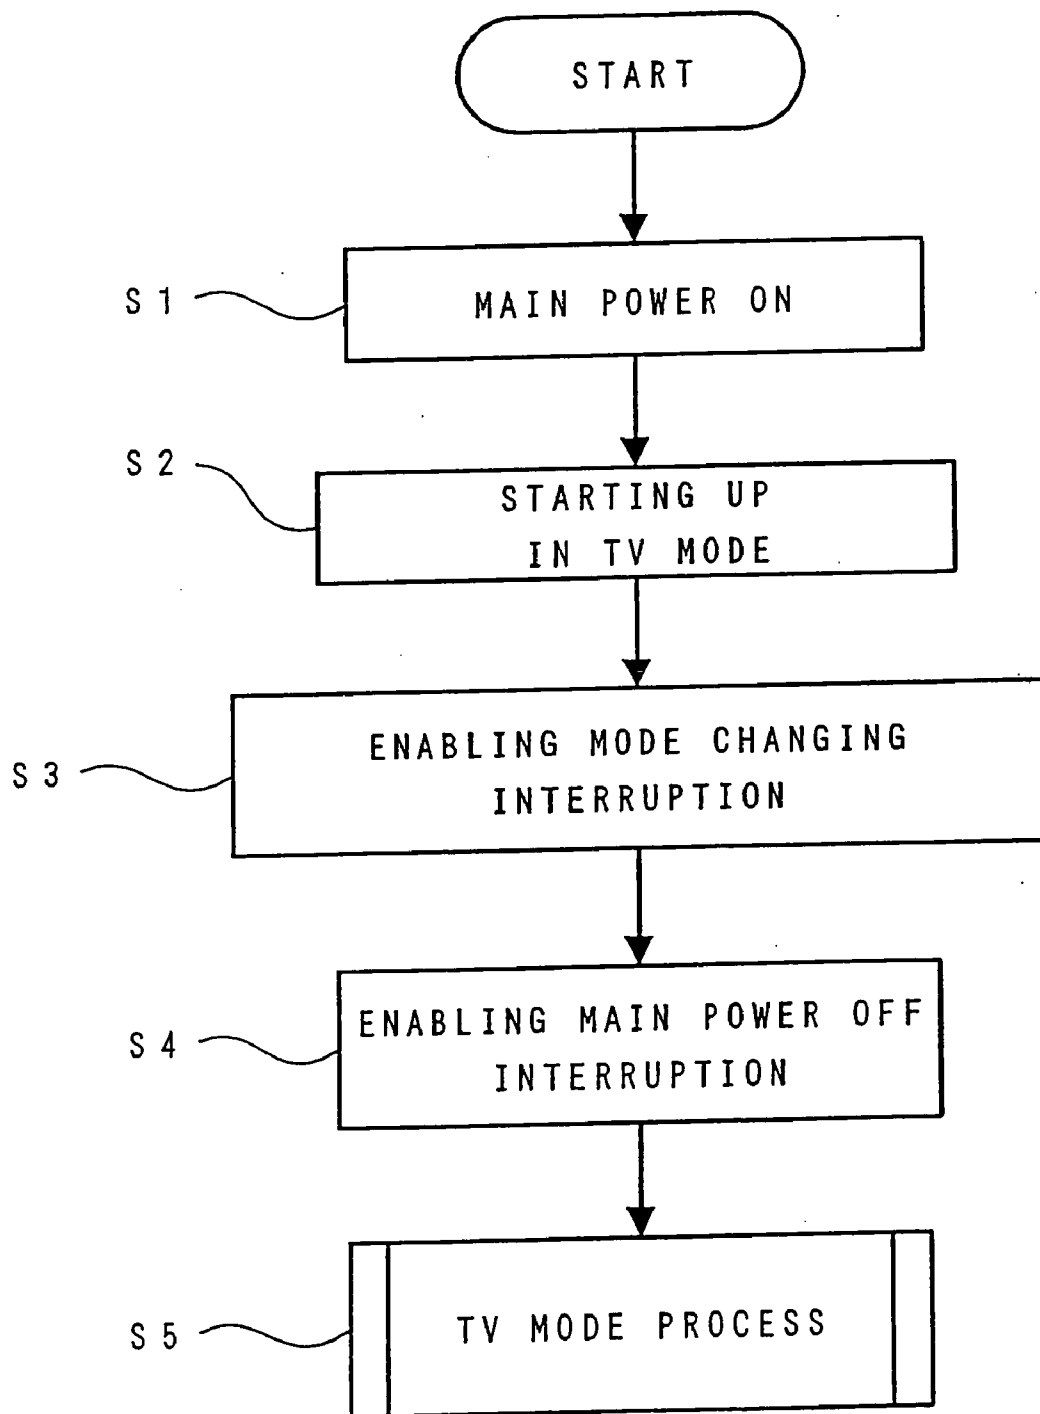 START
S1
MAIN POWER ON
S2
STARTING UP
IN TV MODE
S3
ENABLING MODE CHANGING
INTERRUPTION
S4
ENABLING MAIN POWER OFF
INTERRUPTION
S5
TV MODE PROCESS